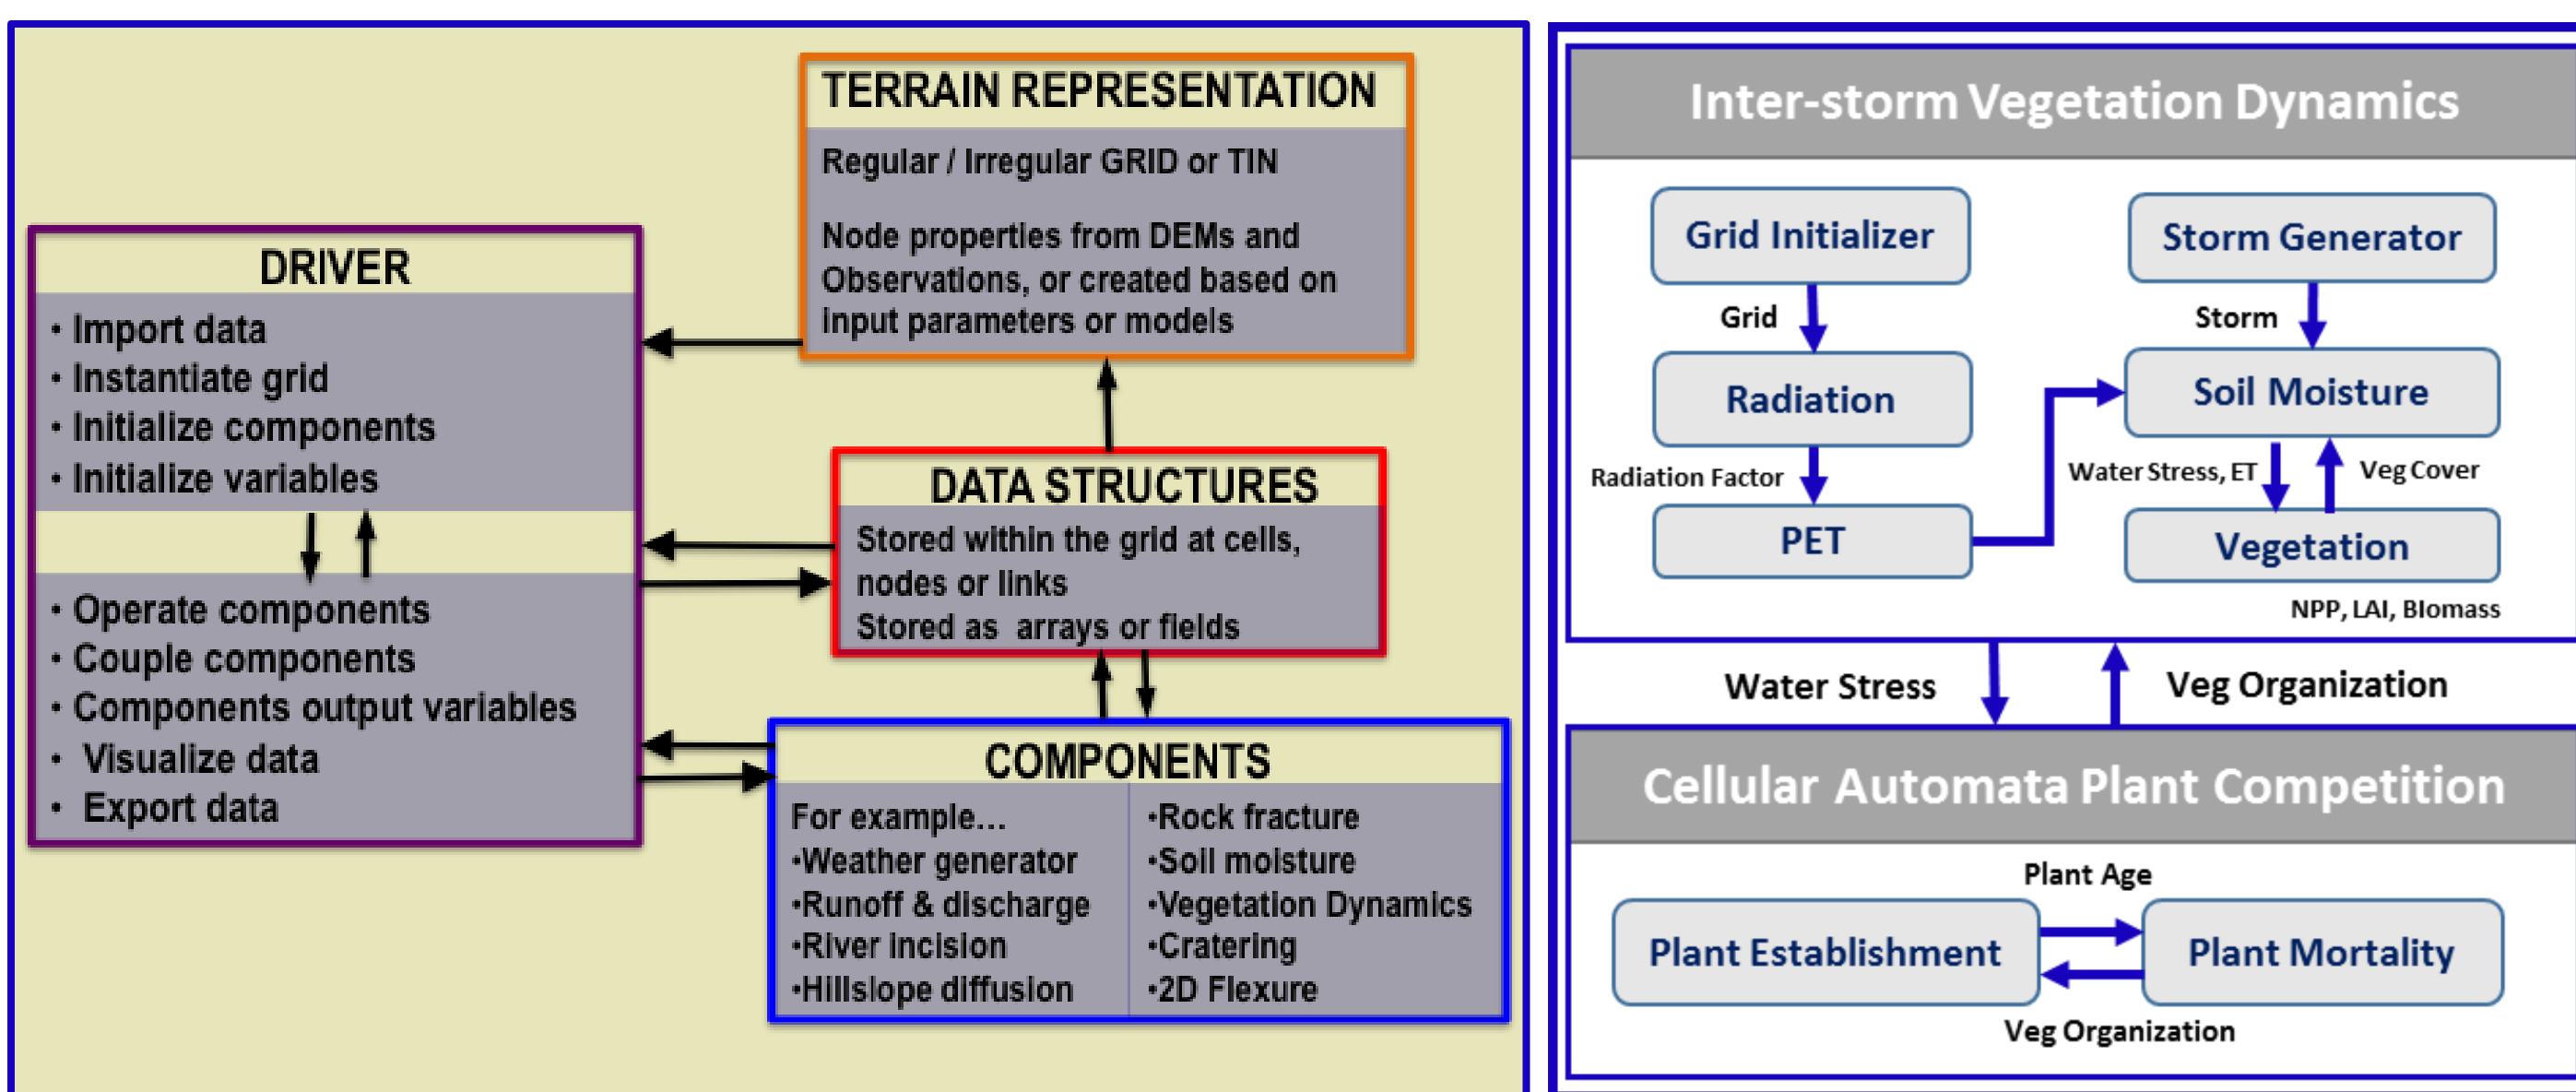 TERRAIN REPRESENTATION
Regular / Irregular GRID or TIN
Node properties from DEMs and
Observations, or created based on
input parameters or models
DRIVER
• Import data
• Instantiate grid
• Initialize components
• Initialize variables
• Operate components
• Couple components
• Components output variables
• Visualize data
• Export data
DATA STRUCTURES
Stored within the grid at cells,
nodes or links
Stored as arrays or fields
COMPONENTS
For example...
•Weather generator
•Runoff & discharge
•River incision
•Hillslope diffusion
•Rock fracture
•Soil moisture
•Vegetation Dynamics
•Cratering
•2D Flexure
Inter-storm Vegetation Dynamics
Grid Initializer
Storm Generator
Grid
Storm
Radiation
Soil Moisture
Radiation Factor
Water Stress, ET
Veg Cover
PET
Vegetation
NPP, LAI, BIomass
Water Stress
Veg Organization
Cellular Automata Plant Competition
Plant Age
Plant Establishment
Plant Mortality
Veg Organization